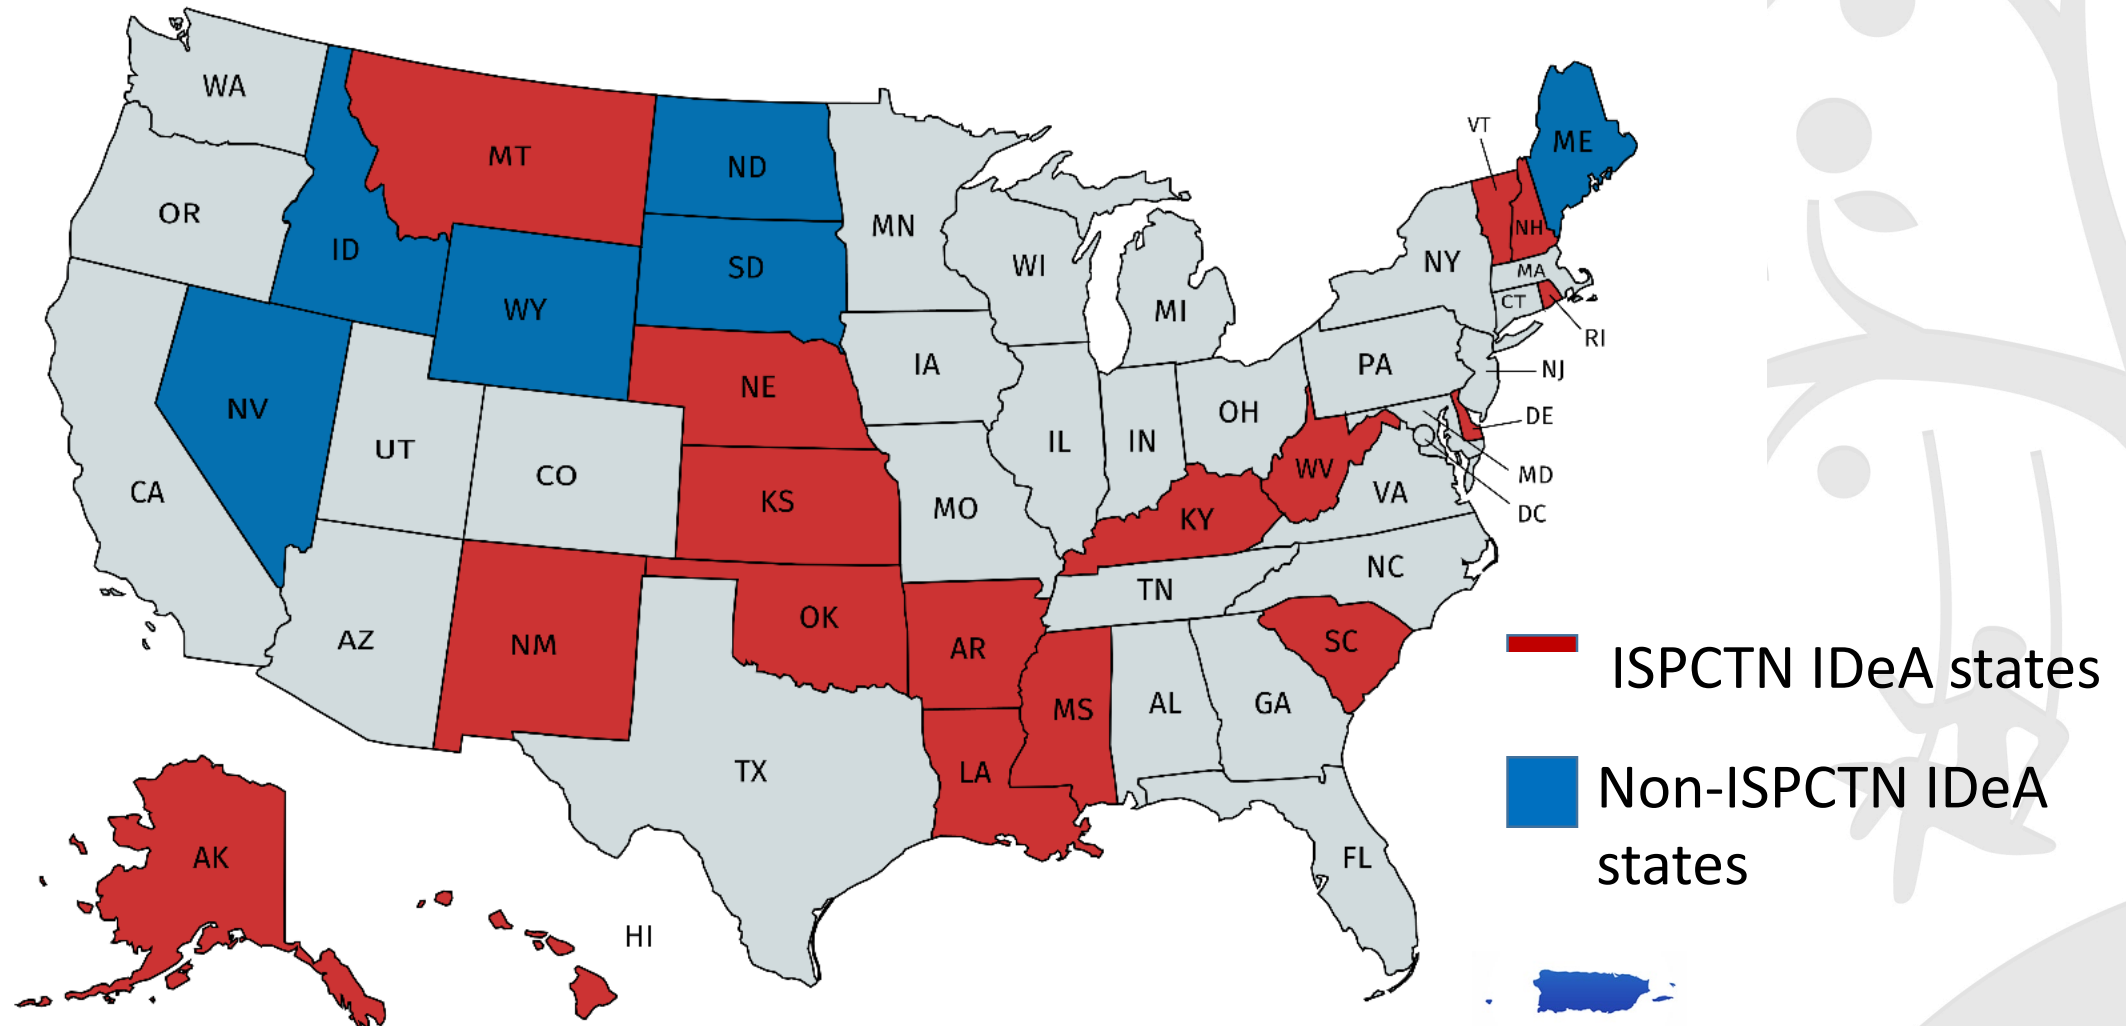 WA
MT
ND
MN
OR
ID
SD
WY
WI
MI
NY
VT
NH
ME
MA
CT
RI
NV
NE
IA
PA
NJ
UT
CO
KS
IL
IN
OH
WV
DE
MD
DC
CA
MO
KY
VA
AZ
NM
OK
AR
TN
NC
SC
TX
LA
MS
AL
GA
FL
AK
HI
ISPCTN IDeA states
Non-ISPCTN IDeA
states